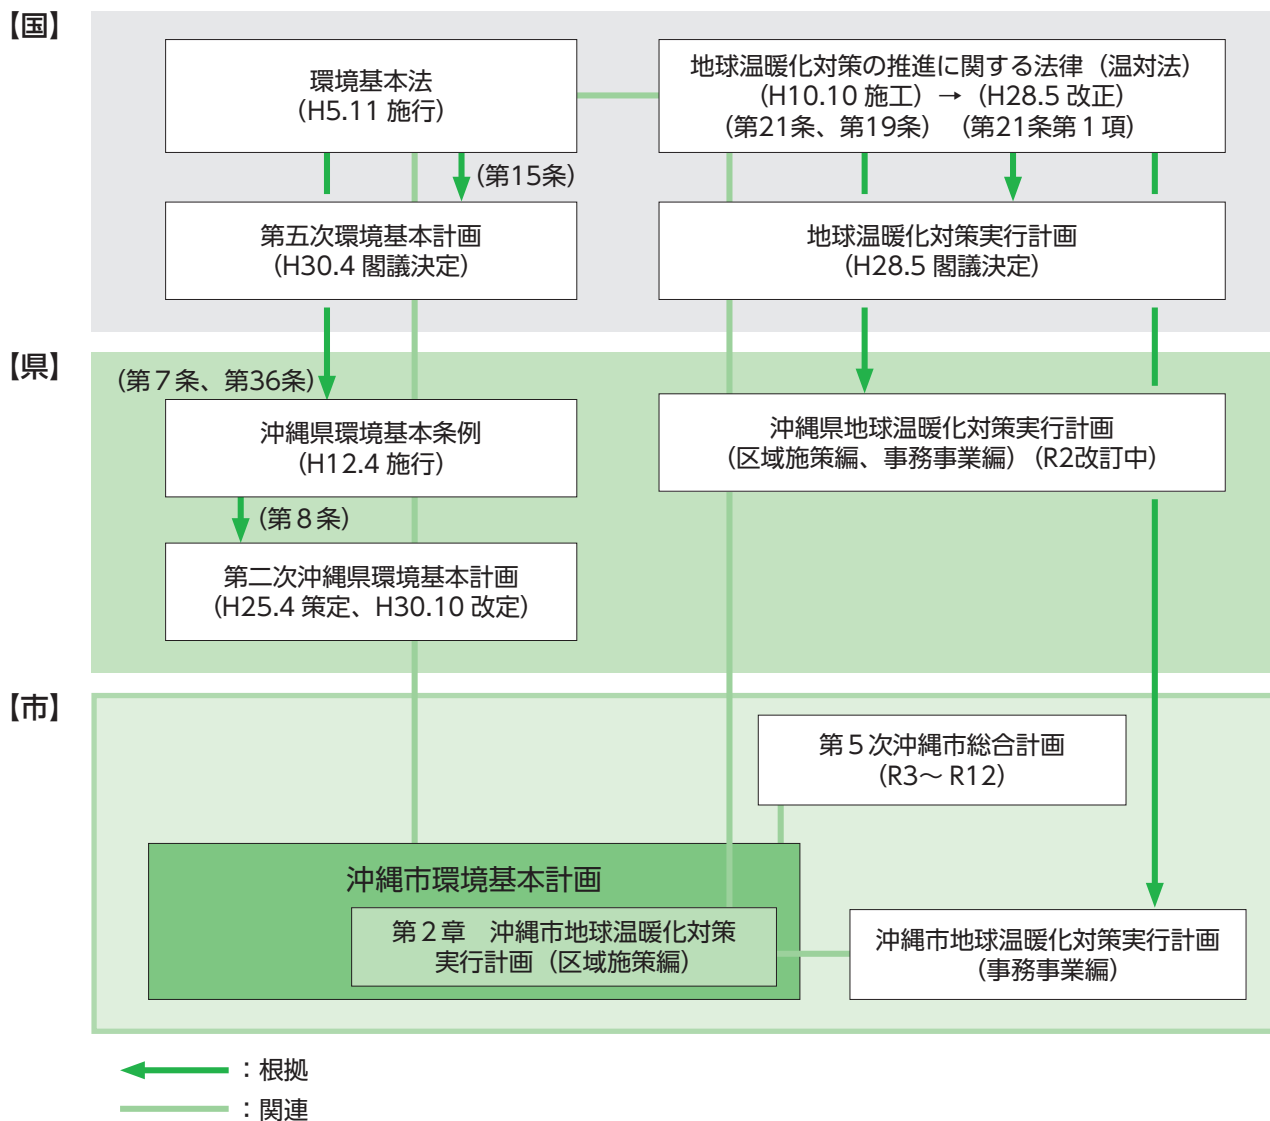 【国】
環境基本法
（H5.11 施行）
地球温暖化対策の推進に関する法律（温対法）
（H10.10 施工）→（H28.5 改正）
（第21条、第19条）（第21条第１項）
（第15条）
第五次環境基本計画
（H30.4 閣議決定）
地球温暖化対策実行計画
（H28.5 閣議決定）
【県】
（第７条、第36条）
沖縄県環境基本条例
（H12.4 施行）
沖縄県地球温暖化対策実行計画
（区域施策編、事務事業編）（R2改訂中）
（第８条）
第二次沖縄県環境基本計画
（H25.4 策定、H30.10 改定）
【市】
第５次沖縄市総合計画
（R3～ R12）
沖縄市環境基本計画
第２章　沖縄市地球温暖化対策
実行計画（区域施策編）
沖縄市地球温暖化対策実行計画
（事務事業編）
：根拠
：関連